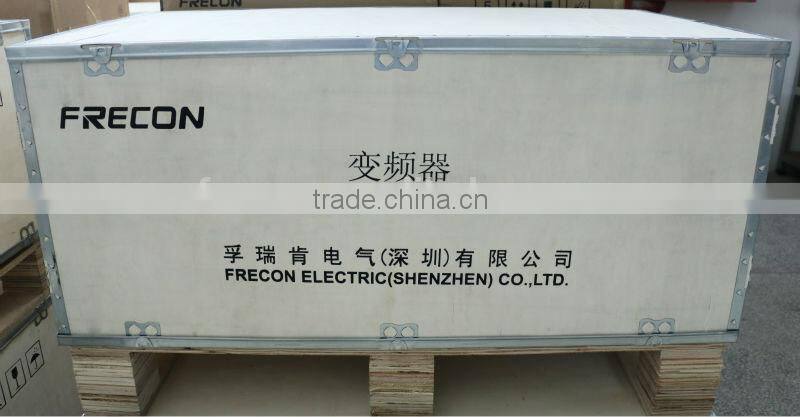 FRECON
FRECON
变频器
trade.china.cn
孚瑞肯电气(深圳)有限公司
FRECON ELECTRIC(SHENZHEN) CO.,LTD.